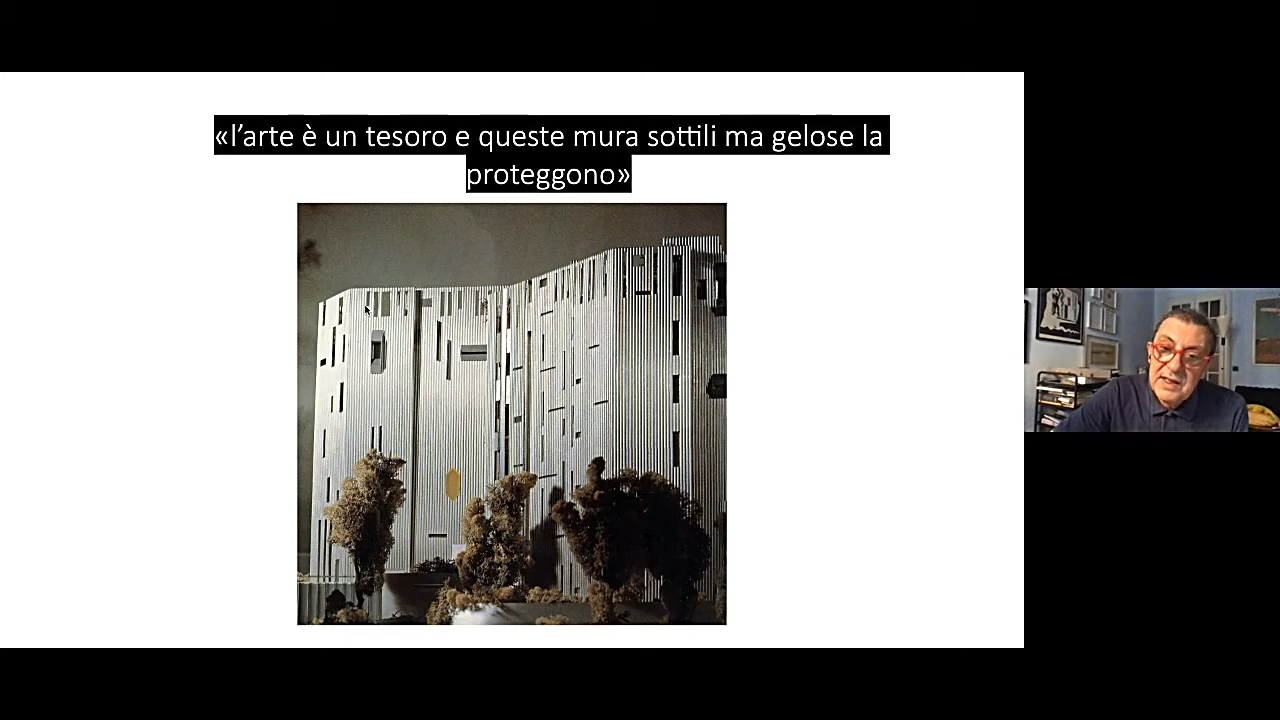 «l’arte è un tesoro e queste mura sottili ma gelose la
proteggono»